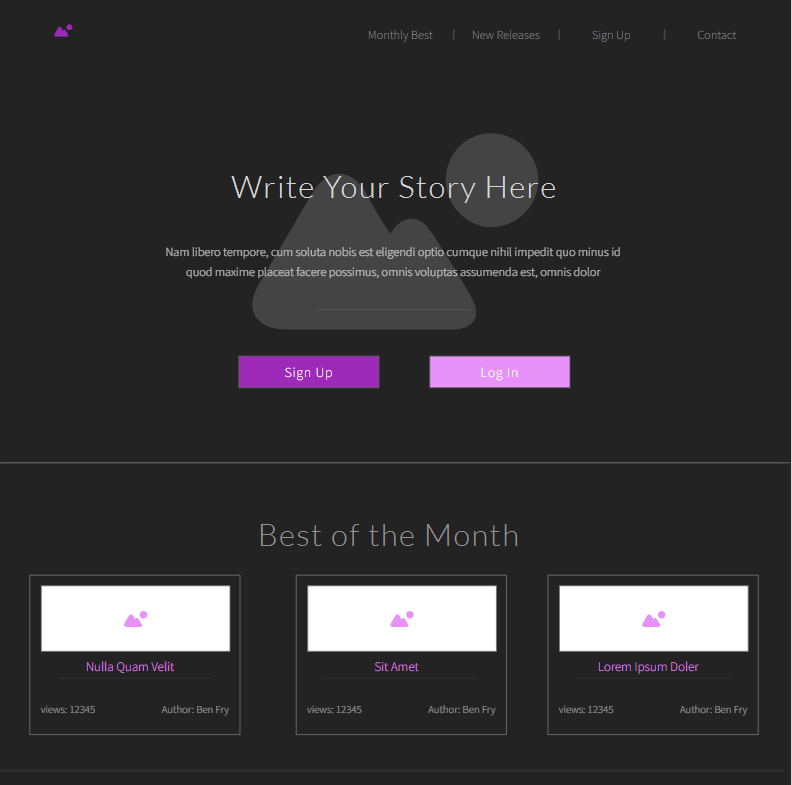 Monthly Best | New Releases | Sign Up | Contact
Write Your Story Here
Nam libero tempore, cum soluta nobis est eligendi optio cumque nihil impedit quo minus id
quod maxime placeat facere possimus, omnis voluptas assumenda est, omnis dolor
Sign Up Log In
Best of the Month
Nulla Quam Velit
views: 12345 Author: Ben Fry
Sit Amet
views: 12345 Author: Ben Fry
Lorem Ipsum Doler
views: 12345 Author: Ben Fry